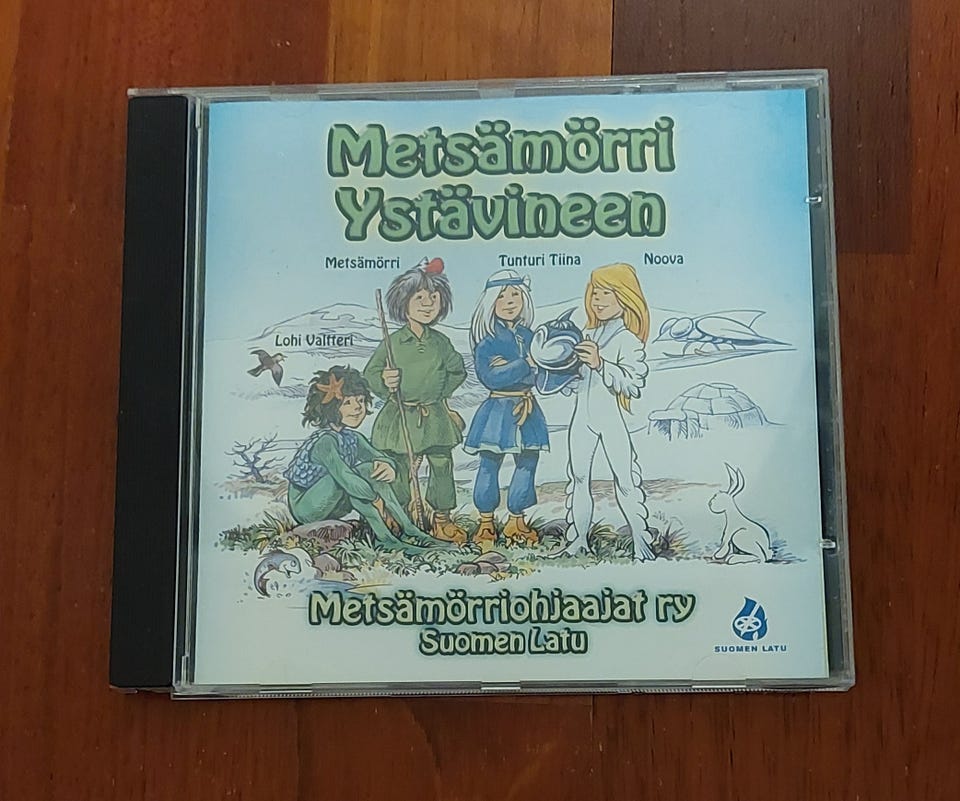 Metsämörri
Ystävineen
Metsämörri
Tunturi Tiina
Noova
Lohi Valtteri
Metsämörriohjaajat ry
Suomen Latu
SUOMEN LATU